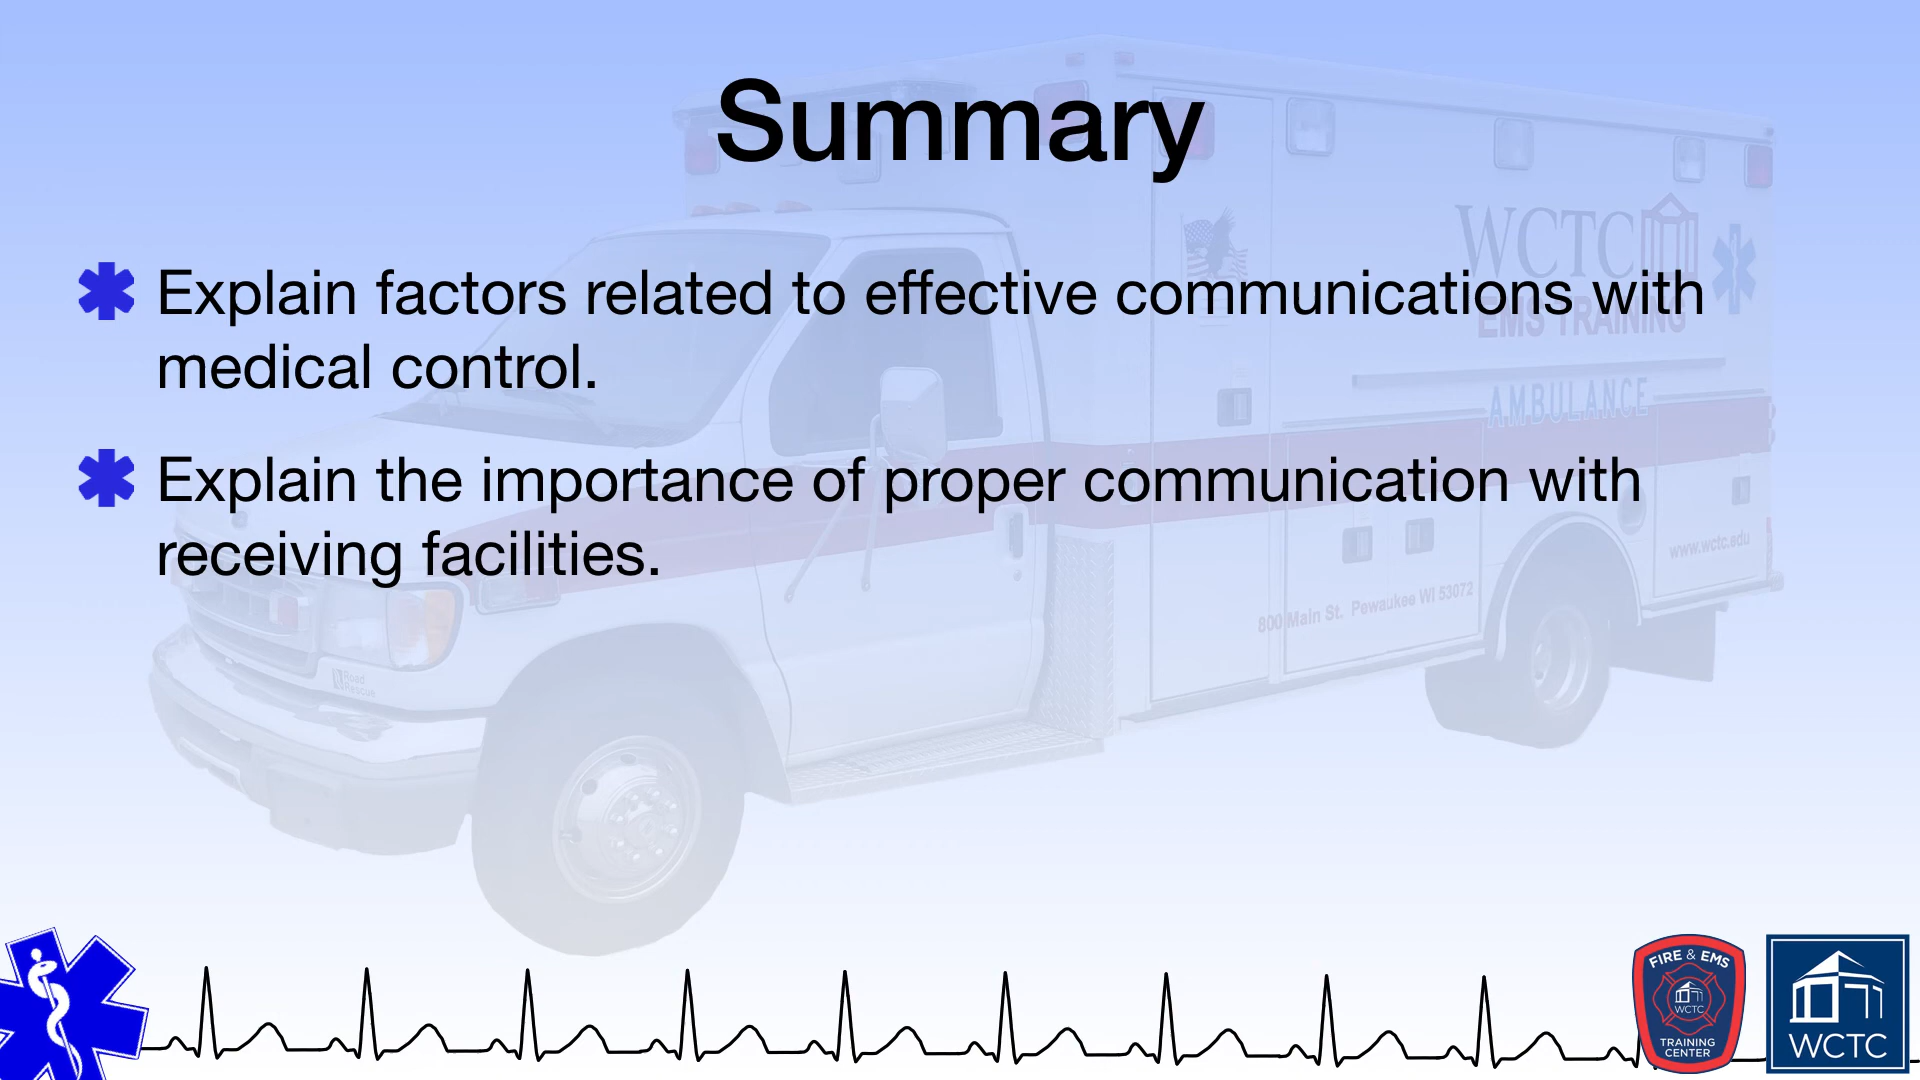 Summary
Explain factors related to effective communications with
medical control.
Explain the importance of proper communication with
receiving facilities.
WCTC
EMS TRAINING
AMBULANCE
www.wctc.edu
800 Main St. Pewaukee WI 53072
Road
Rescue
FIRE & EMS
WCTC
TRAINING
CENTER
WCTC